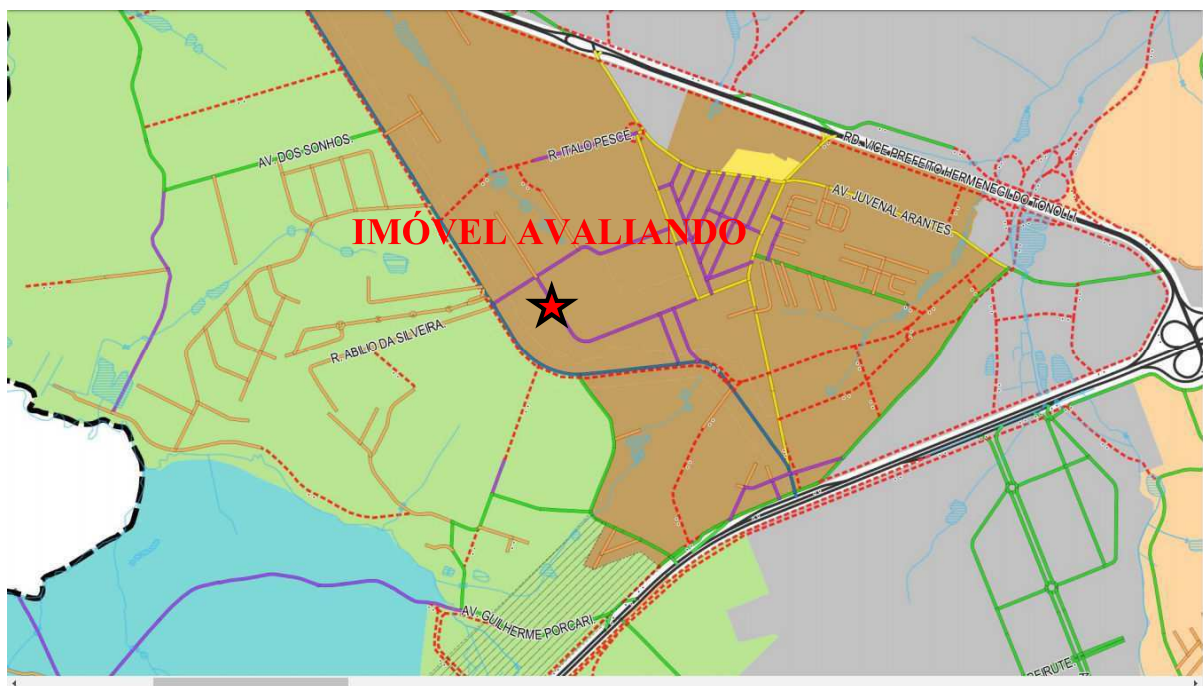 AV. DOS SONHOS.
R. ITALO PESCE.
RD. VICE PREFEITO HERMENEGILDO TONOLLI
AV. JUVENAL ARANTES
IMÓVEL AVALIANDO
R. ABILIO DA SILVEIRA.
AV. GUILHERME PORCARI
BEIRUTE.